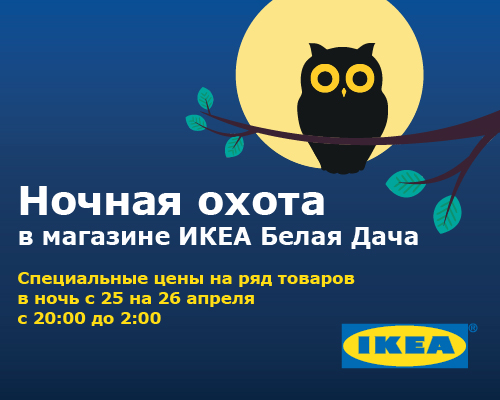 Ночная охота
в магазине ИКЕА Белая Дача
Специальные цены на ряд товаров
в ночь с 25 на 26 апреля
с 20:00 до 2:00
IKEA®